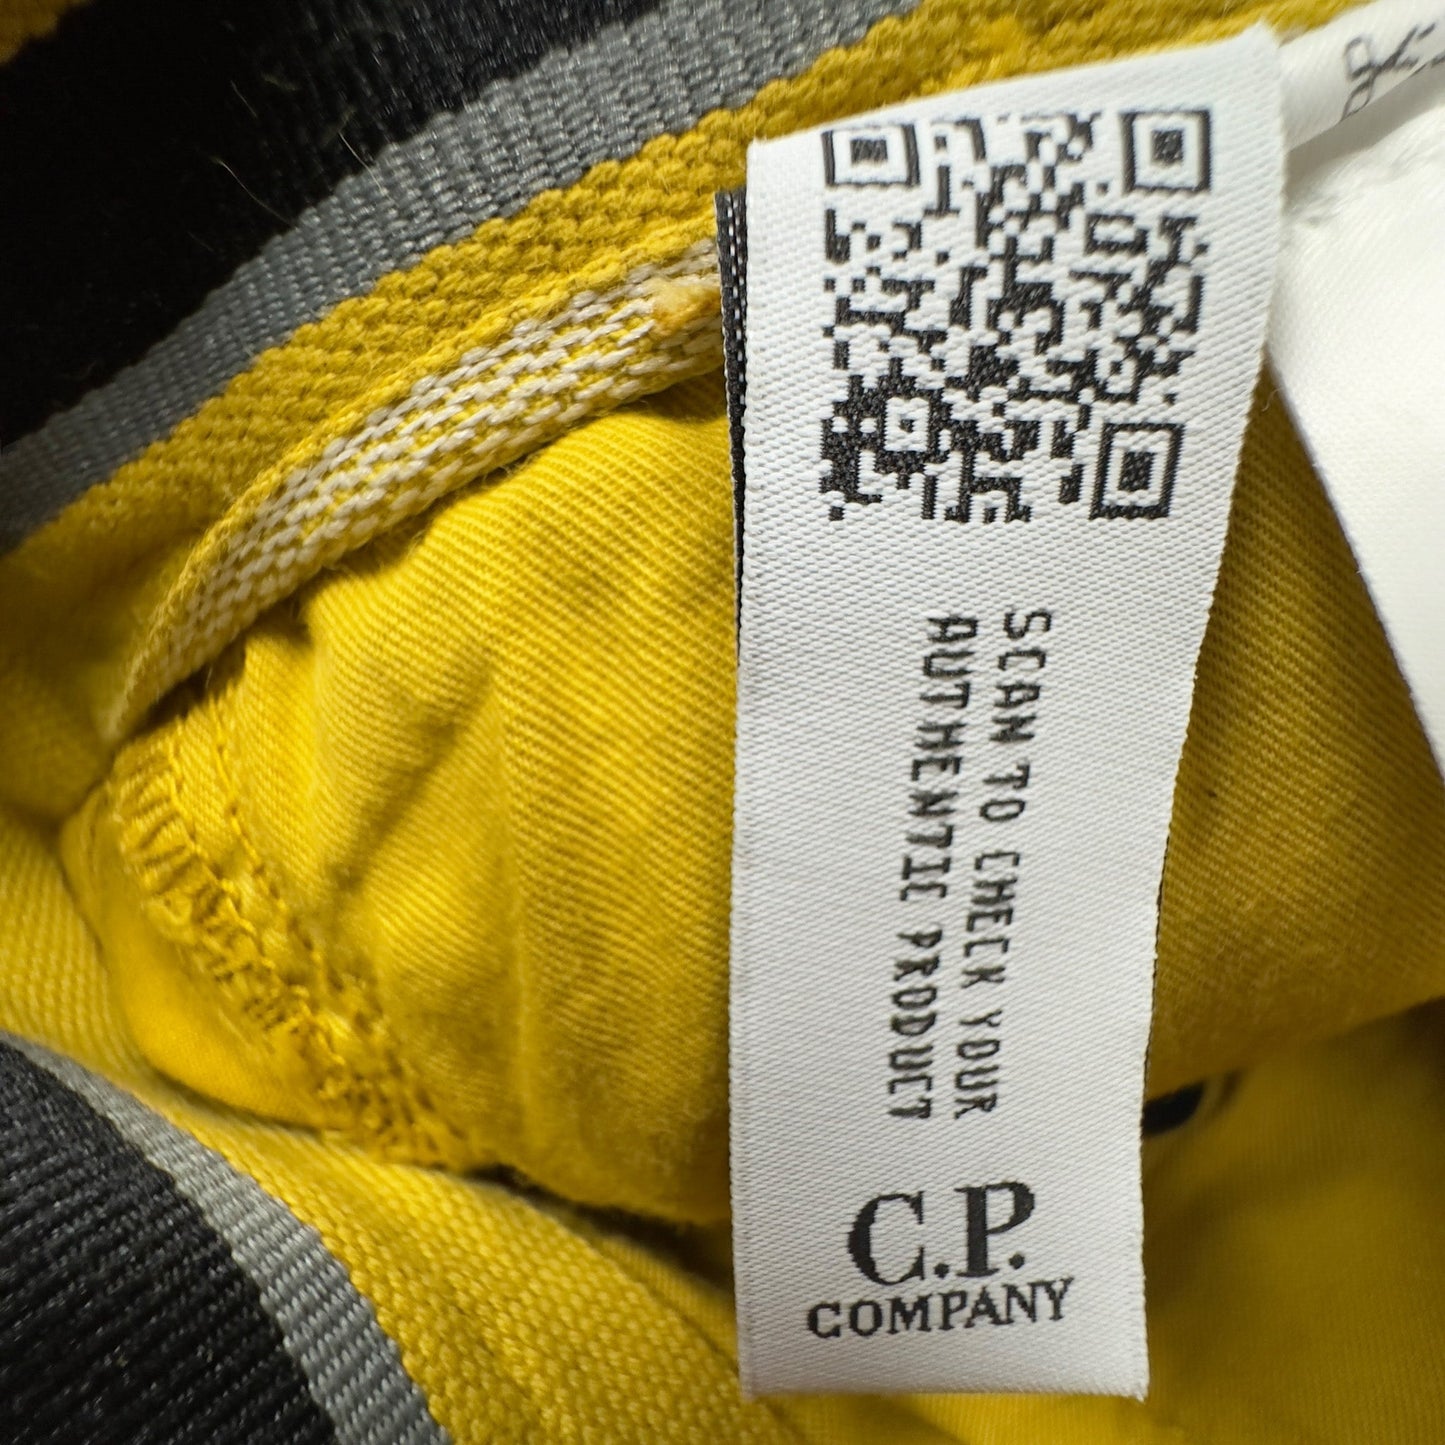 SCAN TO CHECK YOUR
AUTHENTIC PRODUCT
C.P.
COMPANY